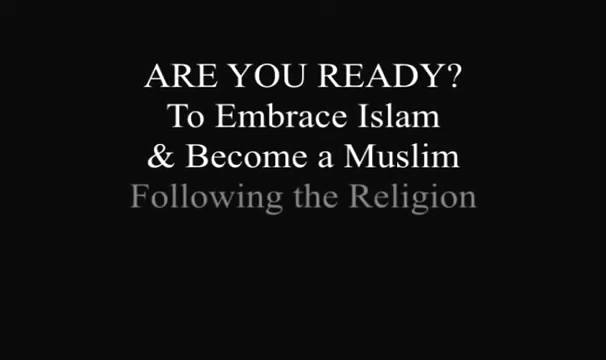 ARE YOU READY?
To Embrace Islam
& Become a Muslim
Following the Religion